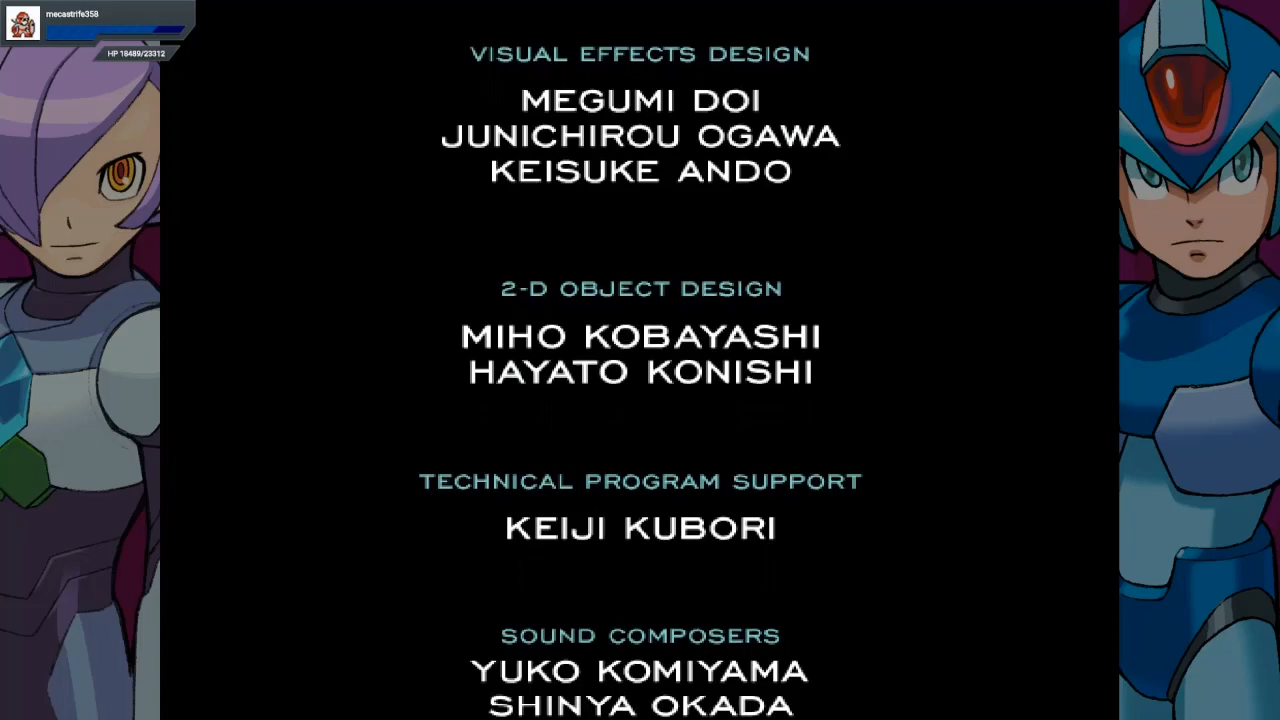 mecastrife358
HP 18489/23312
VISUAL EFFECTS DESIGN
MEGUMI DOI
JUNICHIROU OGAWA
KEISUKE ANDO
2-D OBJECT DESIGN
MIHO KOBAYASHI
HAYATO KONISHI
TECHNICAL PROGRAM SUPPORT
KEIJI KUBORI
SOUND COMPOSERS
YUKO KOMIYAMA
SHINYA OKADA